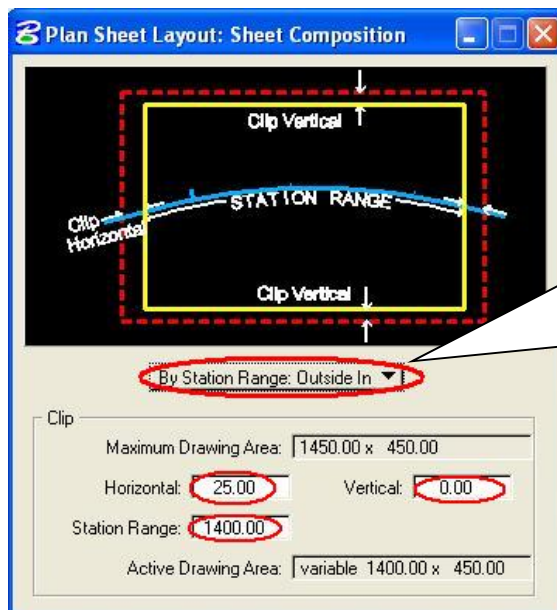 Plan Sheet Layout: Sheet Composition
Clip Vertical
STATION RANGE
Clip
Horizontal
Clip Vertical
By Station Range: Outside In
Clip
Maximum Drawing Area: 1450.00 x 450.00
Horizontal: 25.00 Vertical: 0.00
Station Range: 1400.00
Active Drawing Area: variable 1400.00 x 450.00